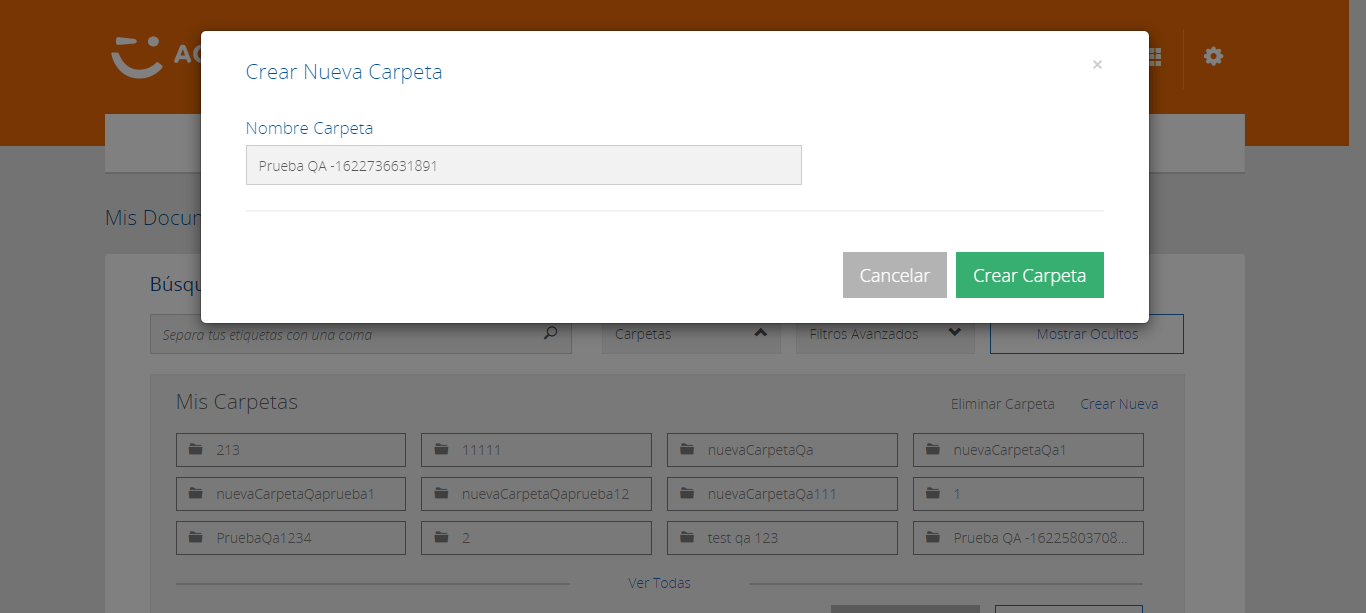 Crear Nueva Carpeta
×
Nombre Carpeta
Prueba QA -1622736631891
Cancelar
Crear Carpeta
Mis
Separa tus etiquetas con una coma
Carpetas
Filtros Avanzados
Mostrar Ocultos
Mis Carpetas
Eliminar Carpeta
Crear Nueva
213
11111
nuevaCarpetaQa
nuevaCarpetaQa1
nuevaCarpetaQaprueba1
nuevaCarpetaQaprueba12
nuevaCarpetaQa111
1
PruebaQa1234
2
test qa 123
Prueba QA -16225803708...
Ver Todas